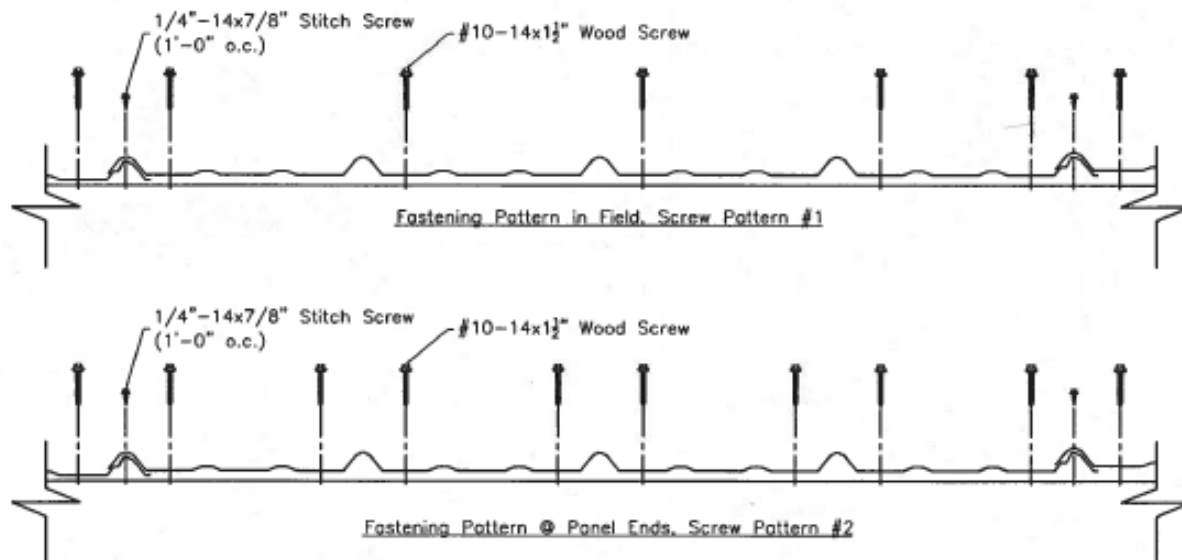 1/4"-14x7/8" Stitch Screw
(1'-0" o.c.)
#10-14x1½" Wood Screw
Fastening Pattern in Field, Screw Pattern #1
1/4"-14x7/8" Stitch Screw
(1'-0" o.c.)
#10-14x1½" Wood Screw
Fastening Pattern @ Panel Ends, Screw Pattern #2